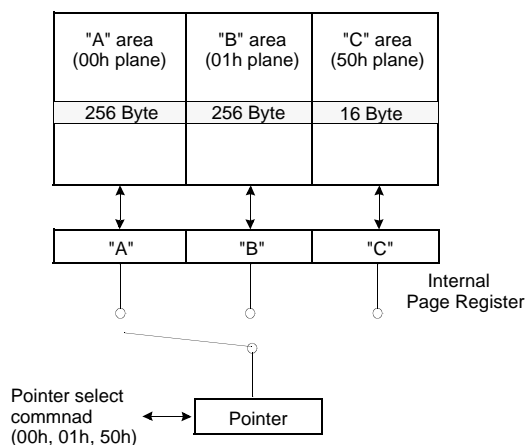 "A" area
(00h plane)
"B" area
(01h plane)
"C" area
(50h plane)
256 Byte
256 Byte
16 Byte
"A"
"B"
"C"
Internal
Page Register
Pointer select
commnad
(00h, 01h, 50h)
Pointer